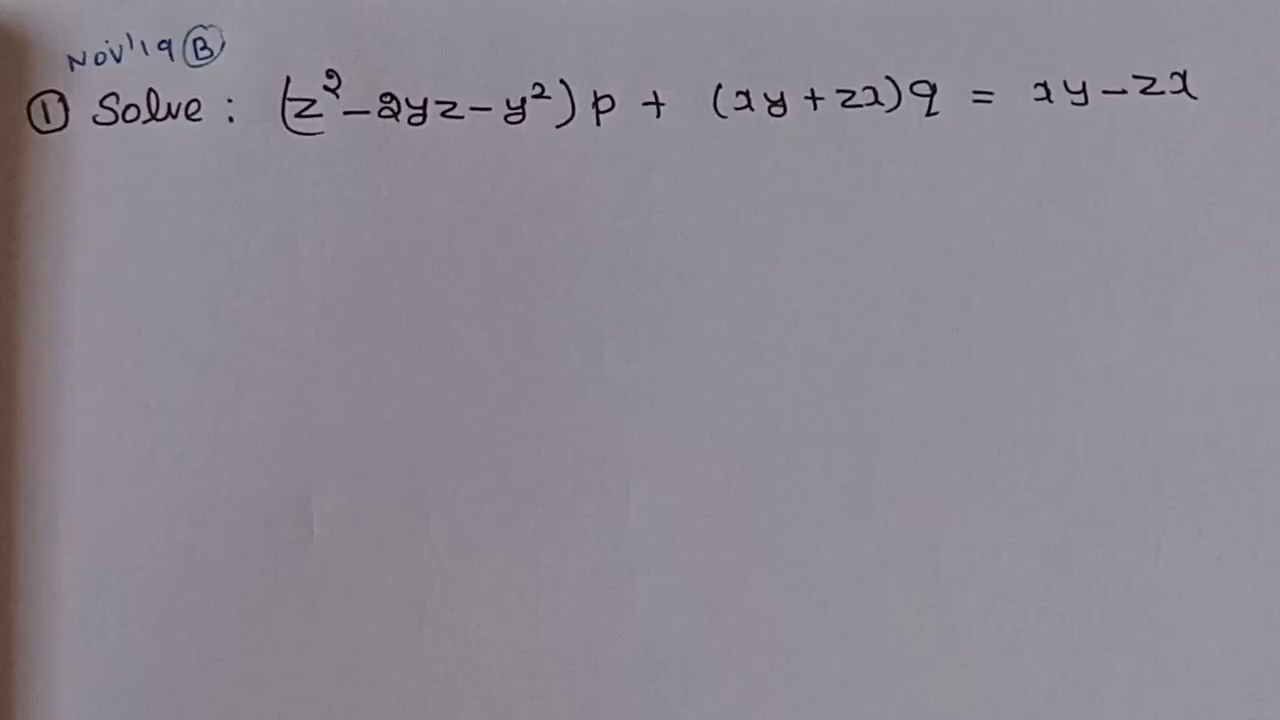 Nov'19 Ⓑ
① Solve : (z² - 2yz - y²) p + (xy + zx) q = xy - zx